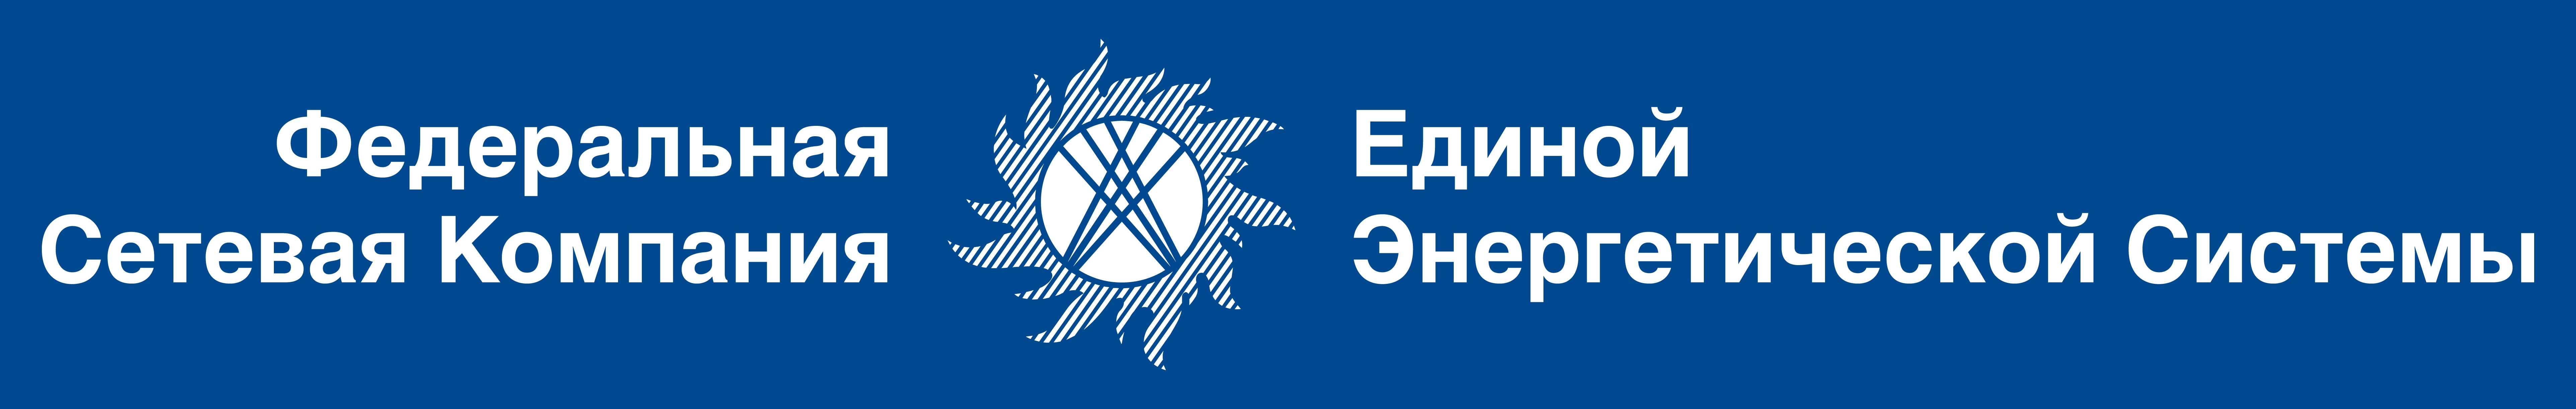 Федеральная
Сетевая Компания
Единой
Энергетической Системы